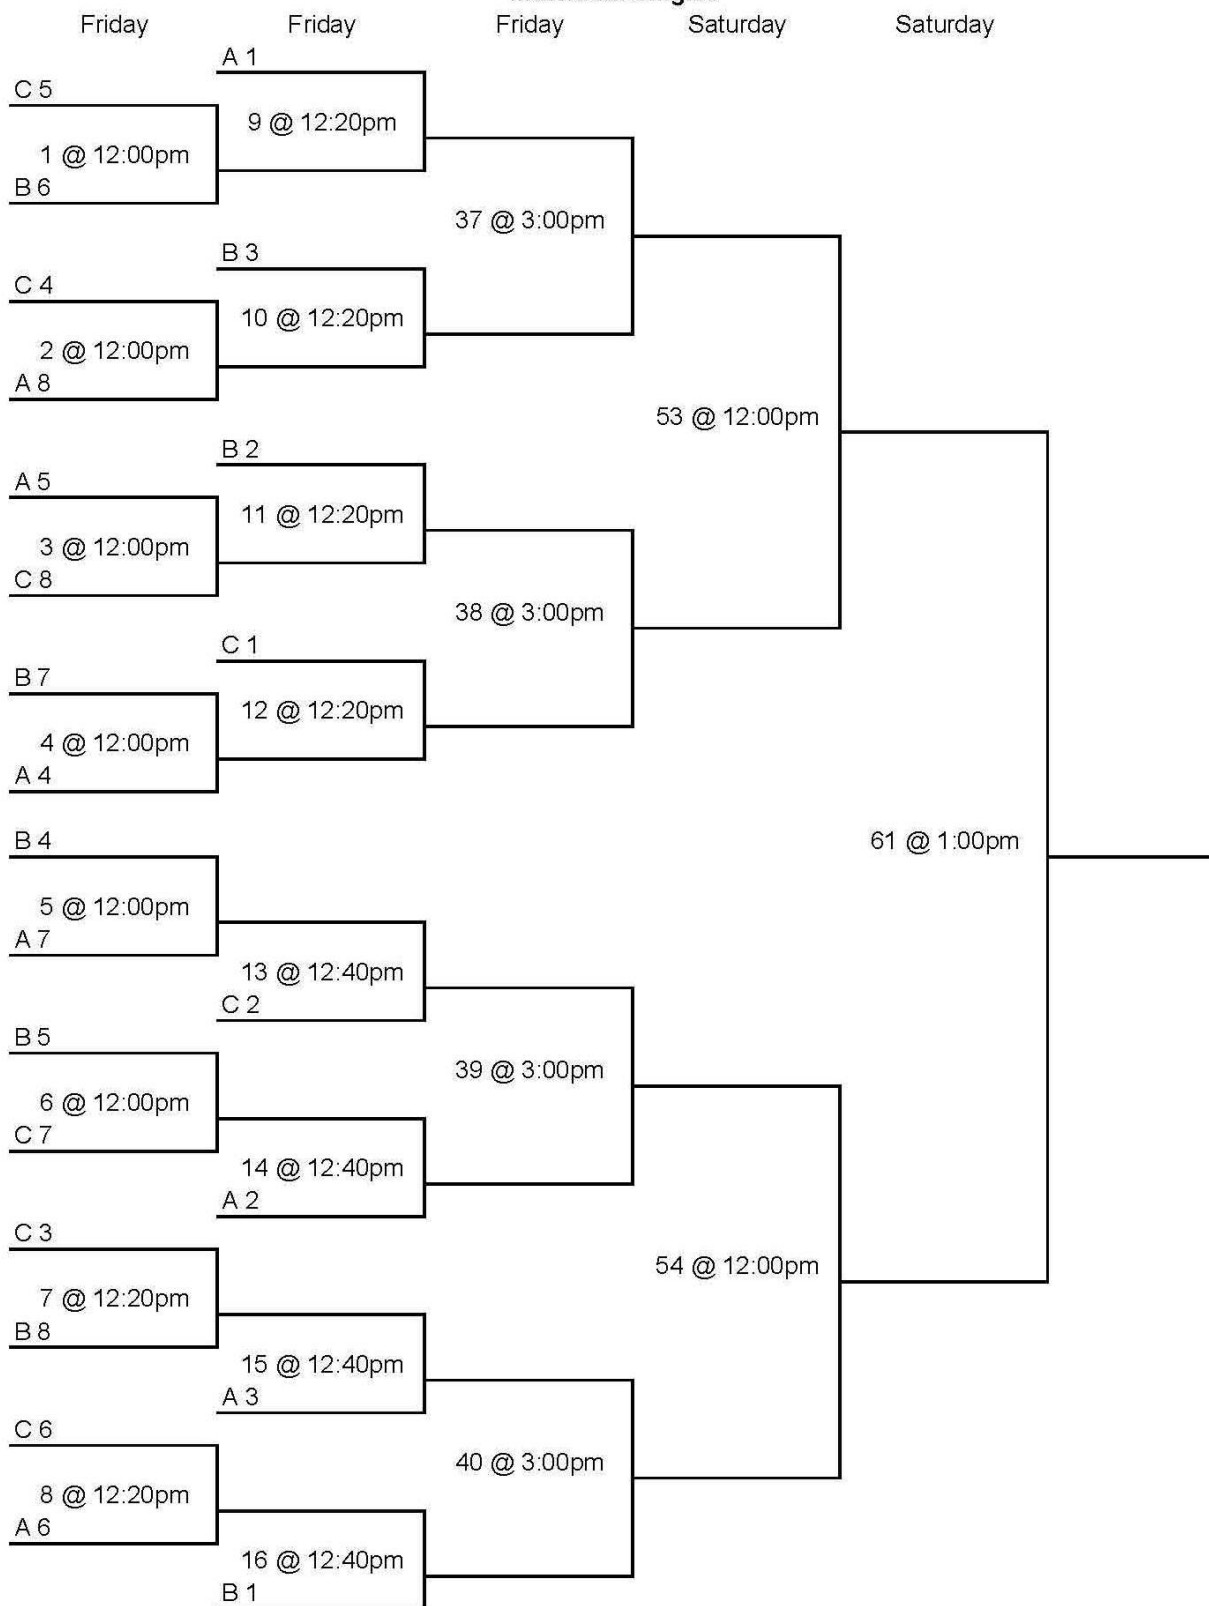 Friday Friday Friday Saturday Saturday
A 1
C 5
9 @ 12:20pm
1 @ 12:00pm
B 6
37 @ 3:00pm
B 3
C 4
10 @ 12:20pm
2 @ 12:00pm
A 8
53 @ 12:00pm
B 2
A 5
11 @ 12:20pm
3 @ 12:00pm
C 8
38 @ 3:00pm
C 1
B 7
12 @ 12:20pm
4 @ 12:00pm
A 4
B 4
61 @ 1:00pm
5 @ 12:00pm
A 7
13 @ 12:40pm
C 2
B 5
39 @ 3:00pm
6 @ 12:00pm
C 7
14 @ 12:40pm
A 2
C 3
54 @ 12:00pm
7 @ 12:20pm
B 8
15 @ 12:40pm
A 3
C 6
40 @ 3:00pm
8 @ 12:20pm
A 6
16 @ 12:40pm
B 1